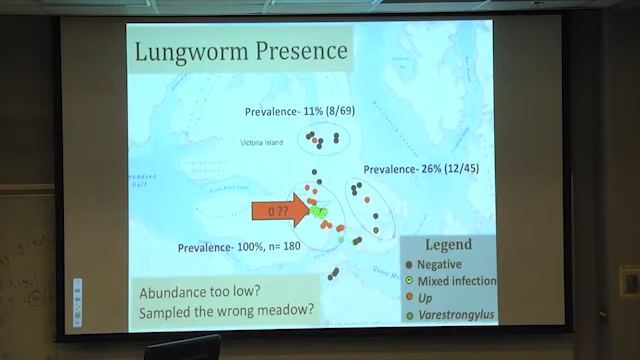 Lungworm Presence
Prevalence- 11% (8/69)
Victoria Island
Prevalence- 26% (12/45)
0 ??
Prevalence- 100%, n= 180
Legend
Negative
Mixed infection
Up
Varestrongylus
Abundance too low?
Sampled the wrong meadow?
Gulf